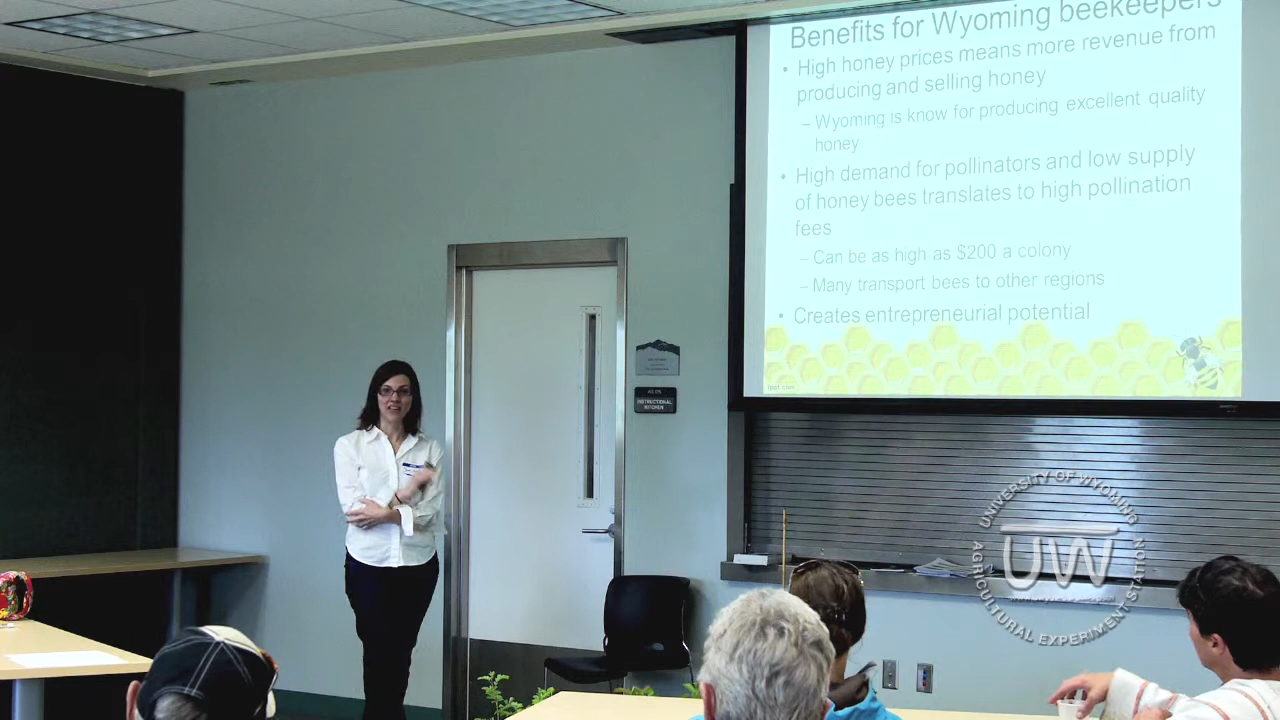 Benefits for Wyoming beekeepers
• High honey prices means more revenue from
producing and selling honey
– Wyoming is know for producing excellent quality
honey
• High demand for pollinators and low supply
of honey bees translates to high pollination
fees
– Can be as high as $200 a colony
– Many transport bees to other regions
• Creates entrepreneurial potential
INSTRUCTIONAL
KITCHEN
UNIVERSITY OF WYOMING
UW
AGRICULTURAL EXPERIMENT STATION